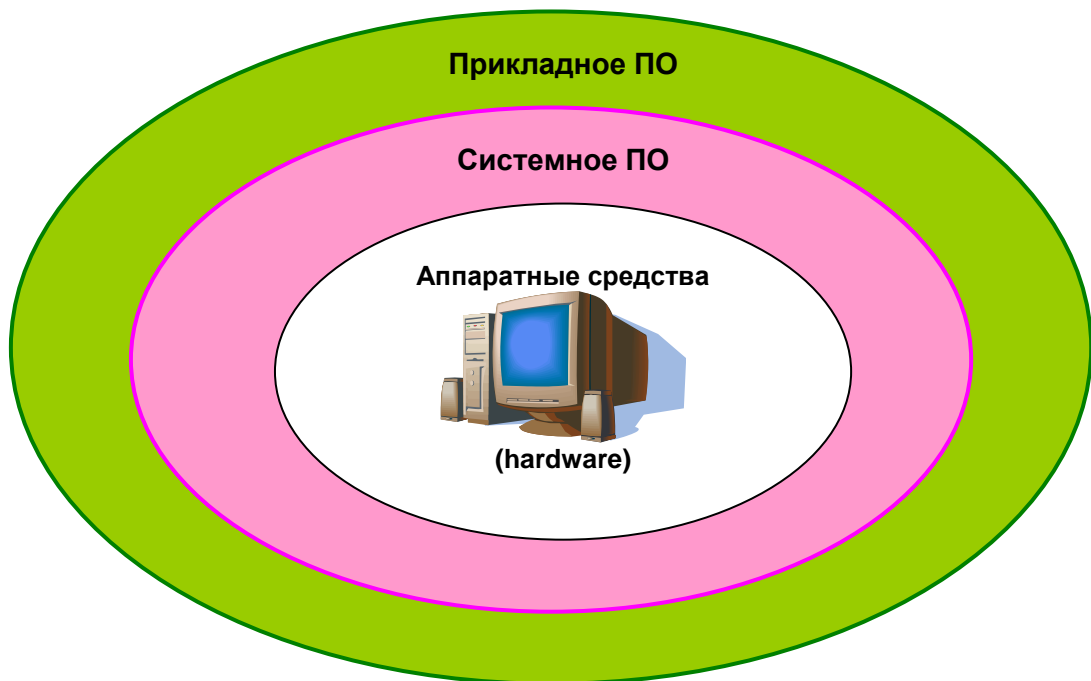 Прикладное ПО
Системное ПО
Аппаратные средства
(hardware)